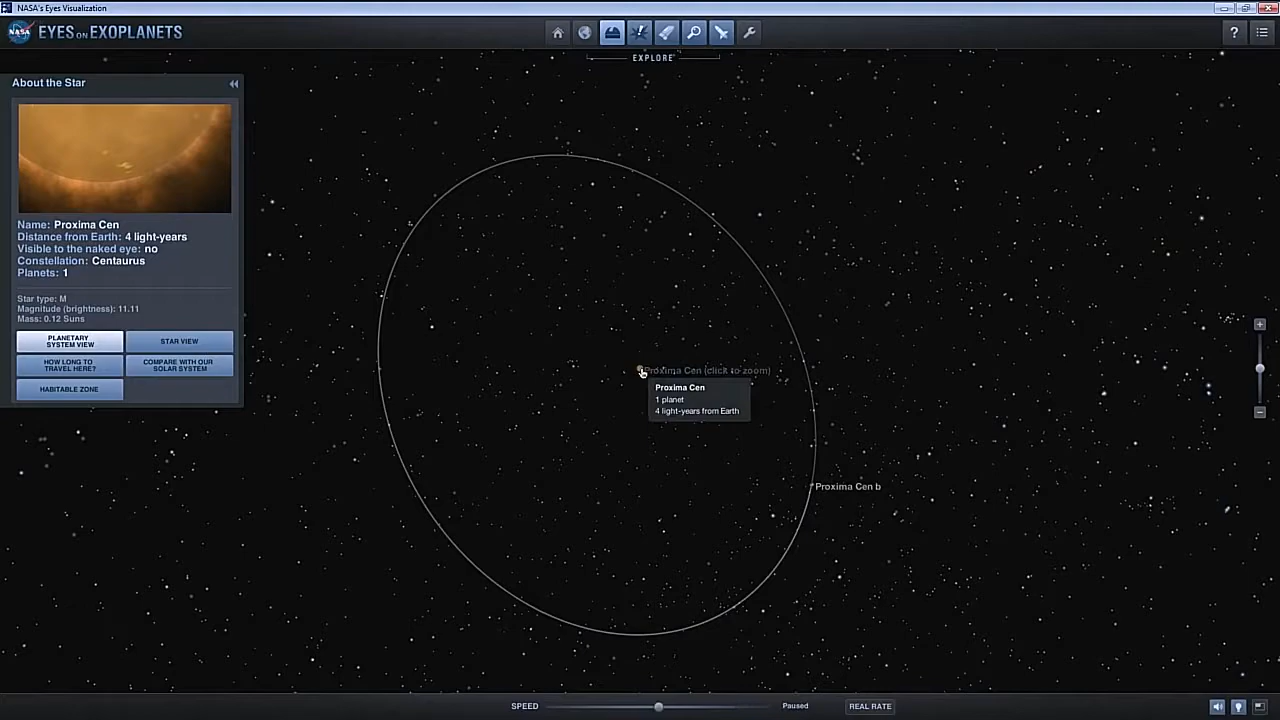 NASA's Eyes Visualization
NASA
EYES ON EXOPLANETS
?
EXPLORE
About the Star
Name: Proxima Cen
Distance from Earth: 4 light-years
Visible to the naked eye: no
Constellation: Centaurus
Planets: 1
Star type: M
Magnitude (brightness): 11.11
Mass: 0.12 Suns
PLANETARY
SYSTEM VIEW
STAR VIEW
HOW LONG TO
TRAVEL HERE?
COMPARE WITH OUR
SOLAR SYSTEM
HABITABLE ZONE
Proxima Cen (click to zoom)
Proxima Cen
1 planet
4 light-years from Earth
Proxima Cen b
SPEED
Paused
REAL RATE